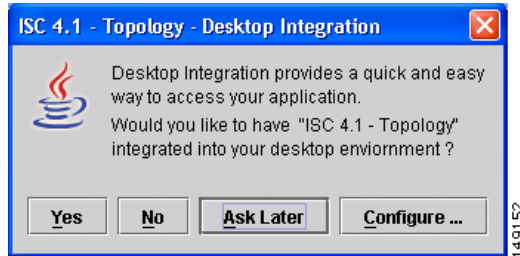 ISC 4.1 - Topology - Desktop Integration
Desktop Integration provides a quick and easy
way to access your application.
Would you like to have "ISC 4.1 - Topology"
integrated into your desktop enviornment ?
Yes No Ask Later Configure ...
149152